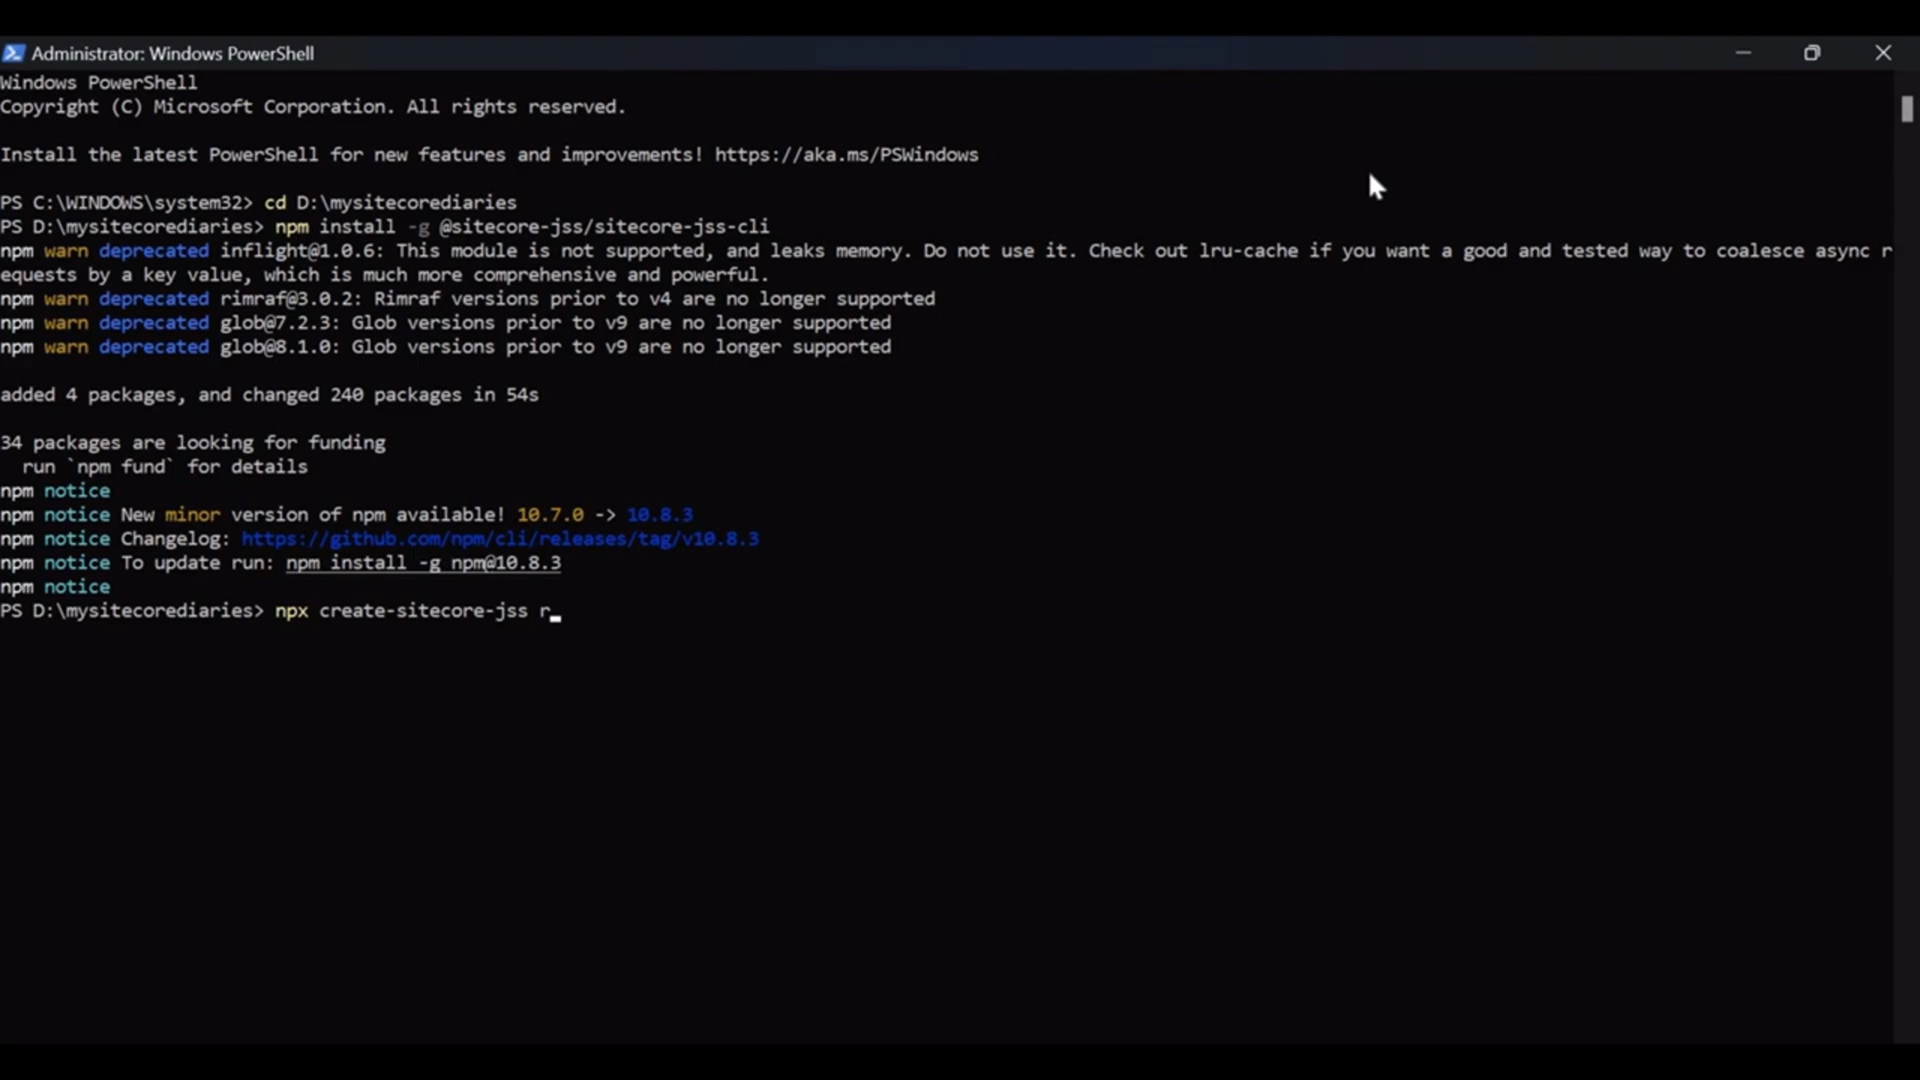 Administrator: Windows PowerShell
Windows PowerShell
Copyright (C) Microsoft Corporation. All rights reserved.
Install the latest PowerShell for new features and improvements! https://aka.ms/PSWindows
PS C:\WINDOWS\system32> cd D:\mysitecorediaries
PS D:\mysitecorediaries> npm install -g @sitecore-jss/sitecore-jss-cli
npm warn deprecated inflight@1.0.6: This module is not supported, and leaks memory. Do not use it. Check out lru-cache if you want a good and tested way to coalesce async r
equests by a key value, which is much more comprehensive and powerful.
npm warn deprecated rimraf@3.0.2: Rimraf versions prior to v4 are no longer supported
npm warn deprecated glob@7.2.3: Glob versions prior to v9 are no longer supported
npm warn deprecated glob@8.1.0: Glob versions prior to v9 are no longer supported
added 4 packages, and changed 240 packages in 54s
34 packages are looking for funding
  run `npm fund` for details
npm notice
npm notice New minor version of npm available! 10.7.0 -> 10.8.3
npm notice Changelog: https://github.com/npm/cli/releases/tag/v10.8.3
npm notice To update run: npm install -g npm@10.8.3
npm notice
PS D:\mysitecorediaries> npx create-sitecore-jss r_